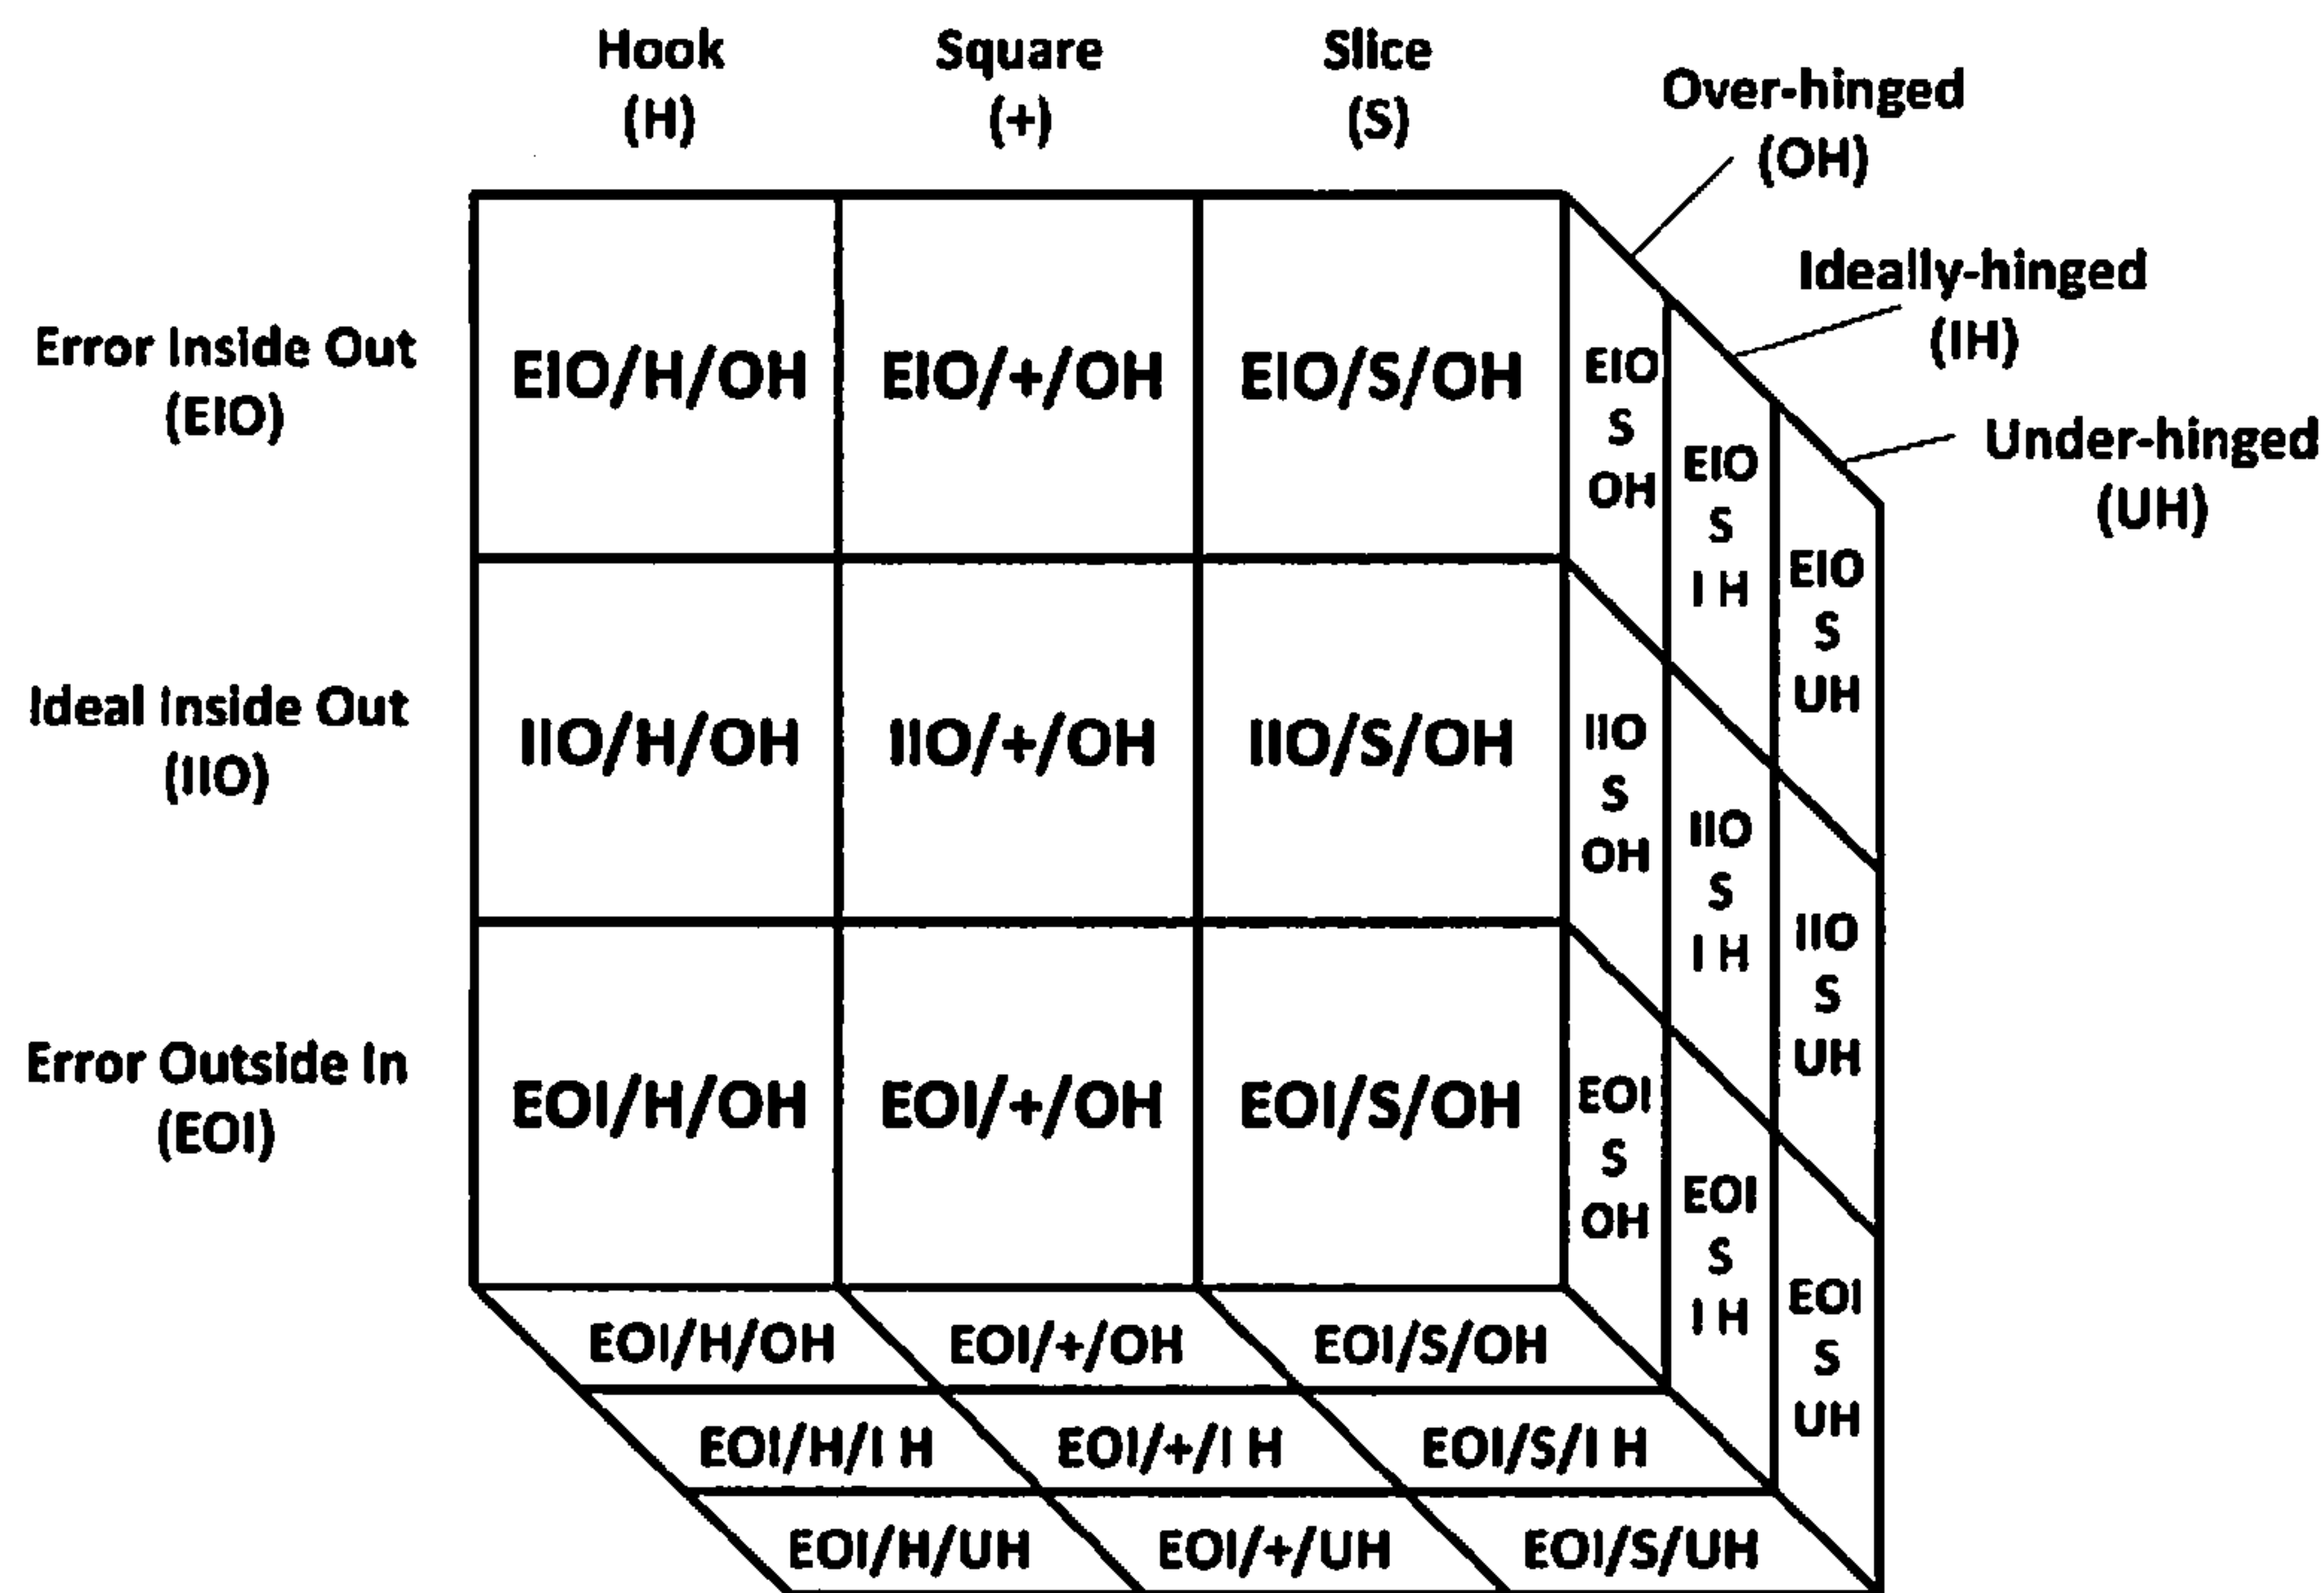 Hook
(H)
Square
(+)
Slice
(S)
Over-hinged
(OH)
Ideally-hinged
(IH)
Under-hinged
(UH)
Error Inside Out
(EIO)
EIO/H/OH
EIO/+/OH
EIO/S/OH
EIO
S
OH
EIO
S
I H
EIO
S
UH
Ideal Inside Out
(IIO)
IIO/H/OH
IIO/+/OH
IIO/S/OH
IIO
S
OH
IIO
S
I H
IIO
S
UH
Error Outside In
(EOI)
EOI/H/OH
EOI/+/OH
EOI/S/OH
EOI
S
OH
EOI
S
I H
EOI
S
UH
EOI/H/OH
EOI/+/OH
EOI/S/OH
EOI/H/I H
EOI/+/I H
EOI/S/I H
EOI/H/UH
EOI/+/UH
EOI/S/UH